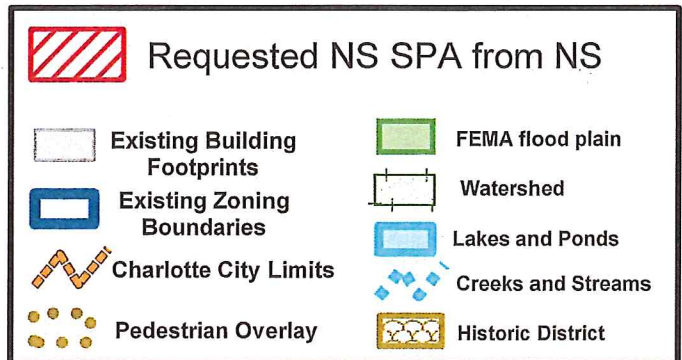 Requested NS SPA from NS
Existing Building
Footprints
Existing Zoning
Boundaries
Charlotte City Limits
Pedestrian Overlay
FEMA flood plain
Watershed
Lakes and Ponds
Creeks and Streams
Historic District